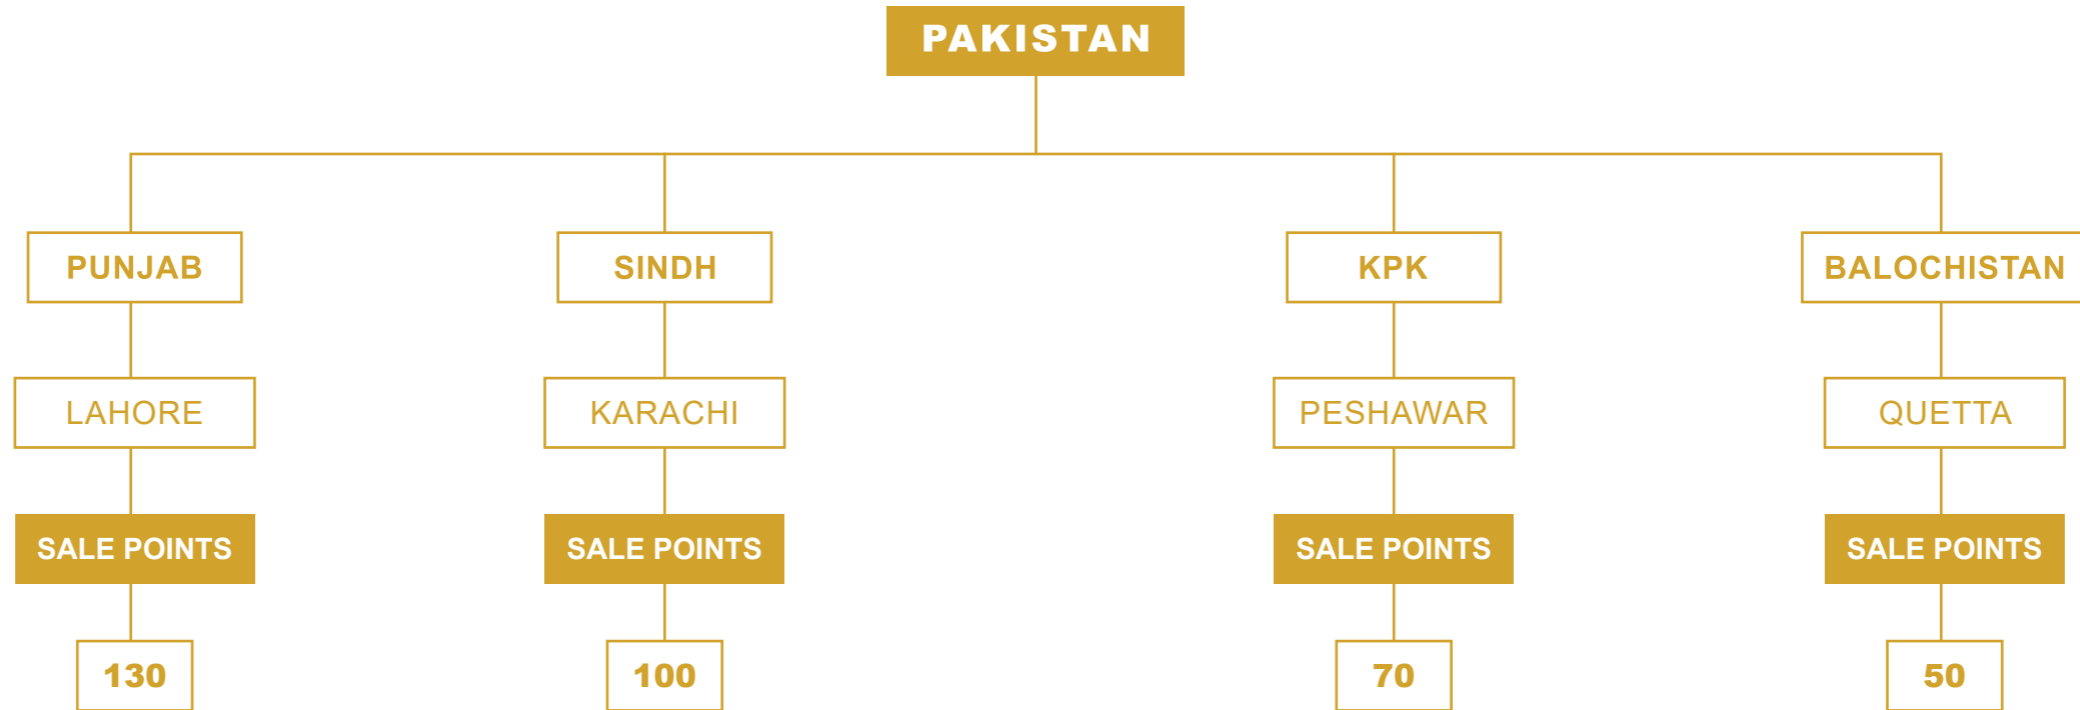 PAKISTAN
PUNJAB
SINDH
KPK
BALOCHISTAN
LAHORE
KARACHI
PESHAWAR
QUETTA
SALE POINTS
SALE POINTS
SALE POINTS
SALE POINTS
130
100
70
50